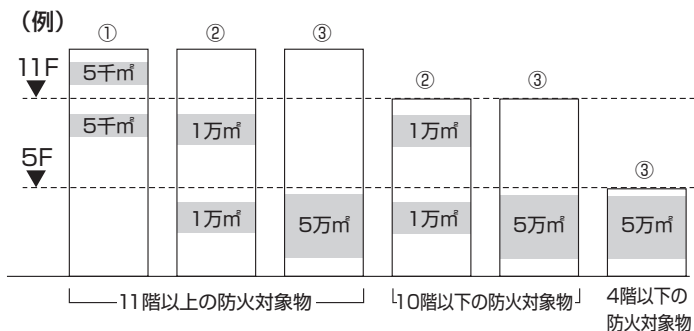 (例)
① ② ③
11F
5千㎡
② ③
5千㎡ 1万㎡ 1万㎡
5F
③
1万㎡ 5万㎡ 1万㎡ 5万㎡ 5万㎡
11階以上の防火対象物 10階以下の防火対象物 4階以下の
防火対象物